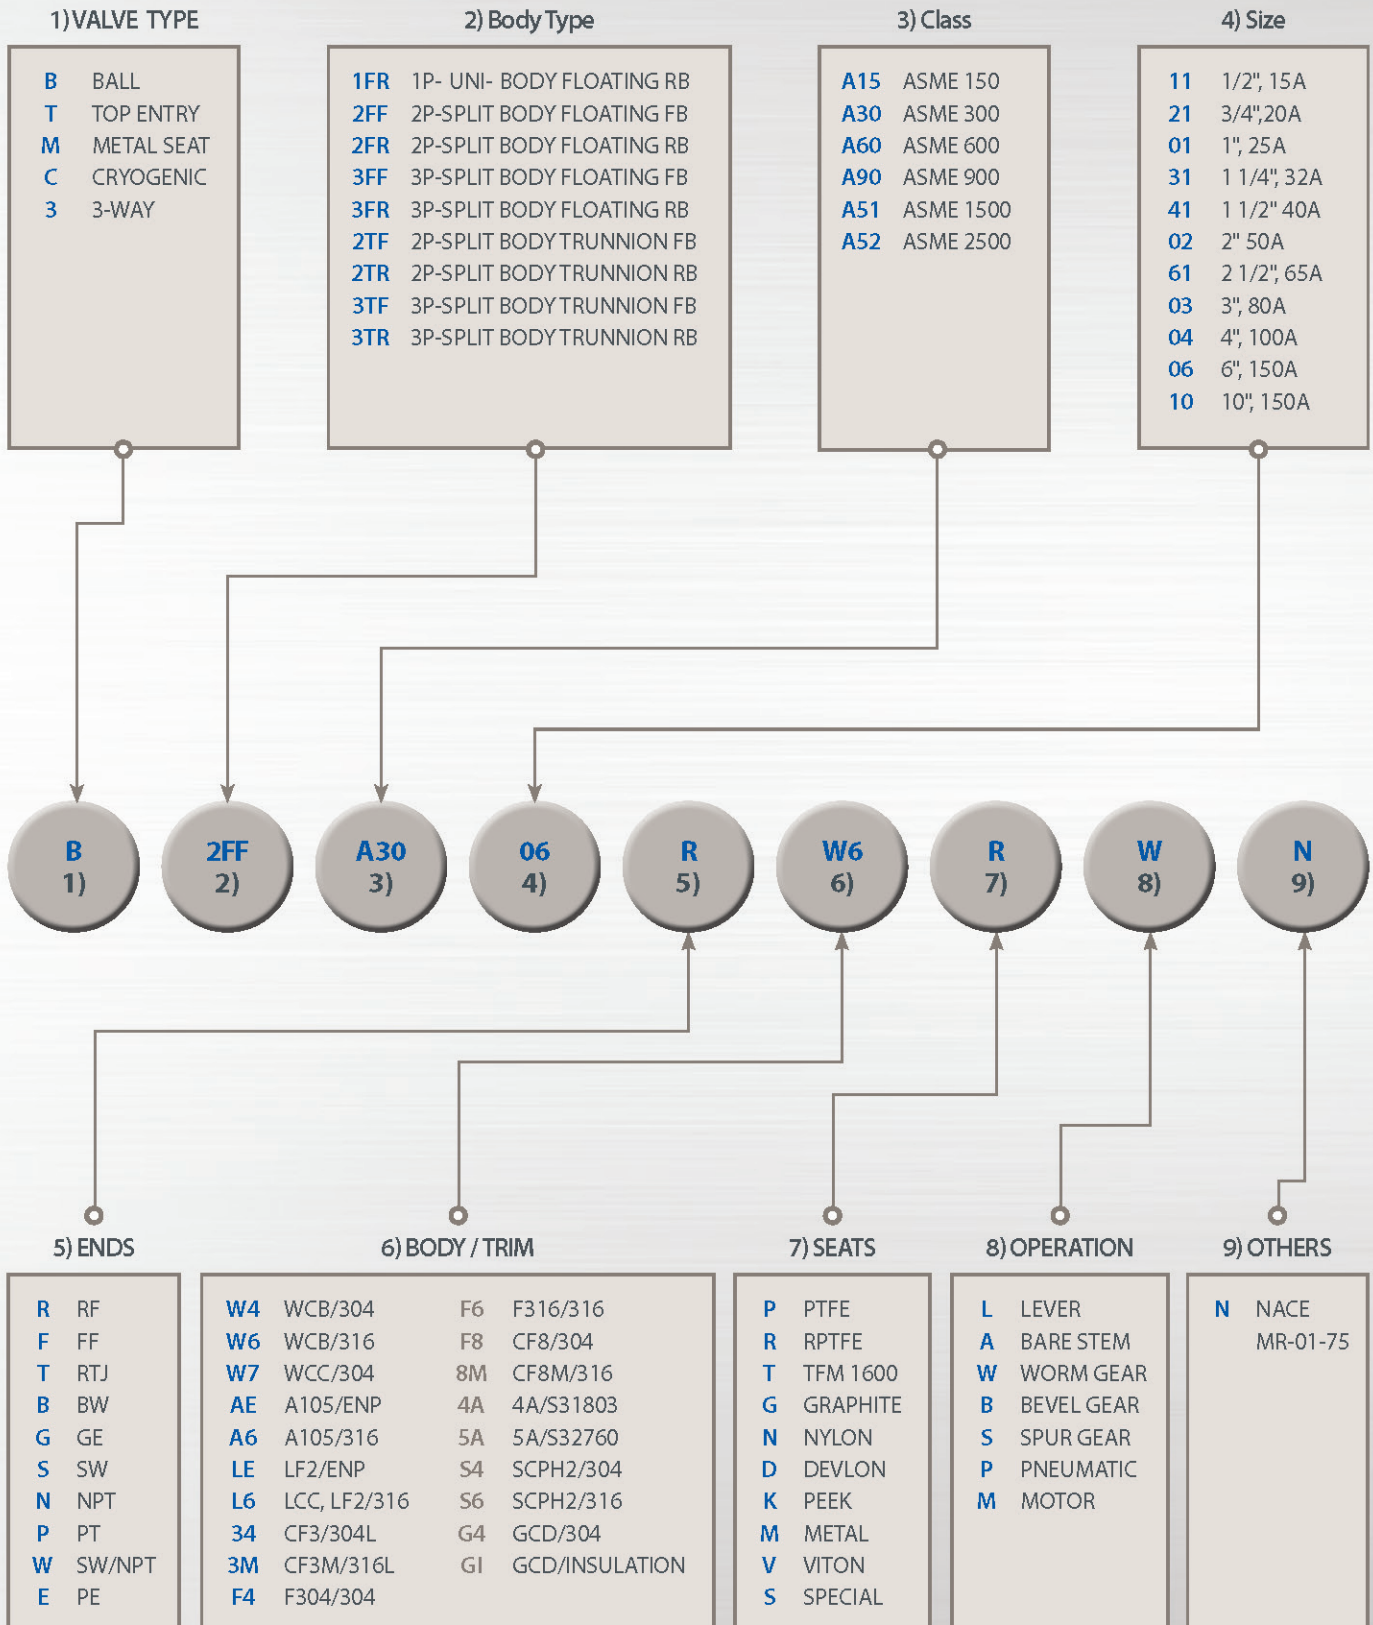 1) VALVE TYPE
B BALL
T TOP ENTRY
M METAL SEAT
C CRYOGENIC
3 3-WAY
2) Body Type
1FR 1P- UNI- BODY FLOATING RB
2FF 2P-SPLIT BODY FLOATING FB
2FR 2P-SPLIT BODY FLOATING RB
3FF 3P-SPLIT BODY FLOATING FB
3FR 3P-SPLIT BODY FLOATING RB
2TF 2P-SPLIT BODY TRUNNION FB
2TR 2P-SPLIT BODY TRUNNION RB
3TF 3P-SPLIT BODY TRUNNION FB
3TR 3P-SPLIT BODY TRUNNION RB
3) Class
A15 ASME 150
A30 ASME 300
A60 ASME 600
A90 ASME 900
A51 ASME 1500
A52 ASME 2500
4) Size
11 1/2", 15A
21 3/4",20A
01 1", 25A
31 1 1/4", 32A
41 1 1/2" 40A
02 2" 50A
61 2 1/2", 65A
03 3", 80A
04 4", 100A
06 6", 150A
10 10", 150A
B
1)
2FF
2)
A30
3)
06
4)
R
5)
W6
6)
R
7)
W
8)
N
9)
5) ENDS
R RF
F FF
T RTJ
B BW
G GE
S SW
N NPT
P PT
W SW/NPT
E PE
6) BODY / TRIM
W4 WCB/304
W6 WCB/316
W7 WCC/304
AE A105/ENP
A6 A105/316
LE LF2/ENP
L6 LCC, LF2/316
34 CF3/304L
3M CF3M/316L
F4 F304/304
F6 F316/316
F8 CF8/304
8M CF8M/316
4A 4A/S31803
5A 5A/S32760
S4 SCPH2/304
S6 SCPH2/316
G4 GCD/304
GI GCD/INSULATION
7) SEATS
P PTFE
R RPTFE
T TFM 1600
G GRAPHITE
N NYLON
D DEVLON
K PEEK
M METAL
V VITON
S SPECIAL
8) OPERATION
L LEVER
A BARE STEM
W WORM GEAR
B BEVEL GEAR
S SPUR GEAR
P PNEUMATIC
M MOTOR
9) OTHERS
N NACE
MR-01-75